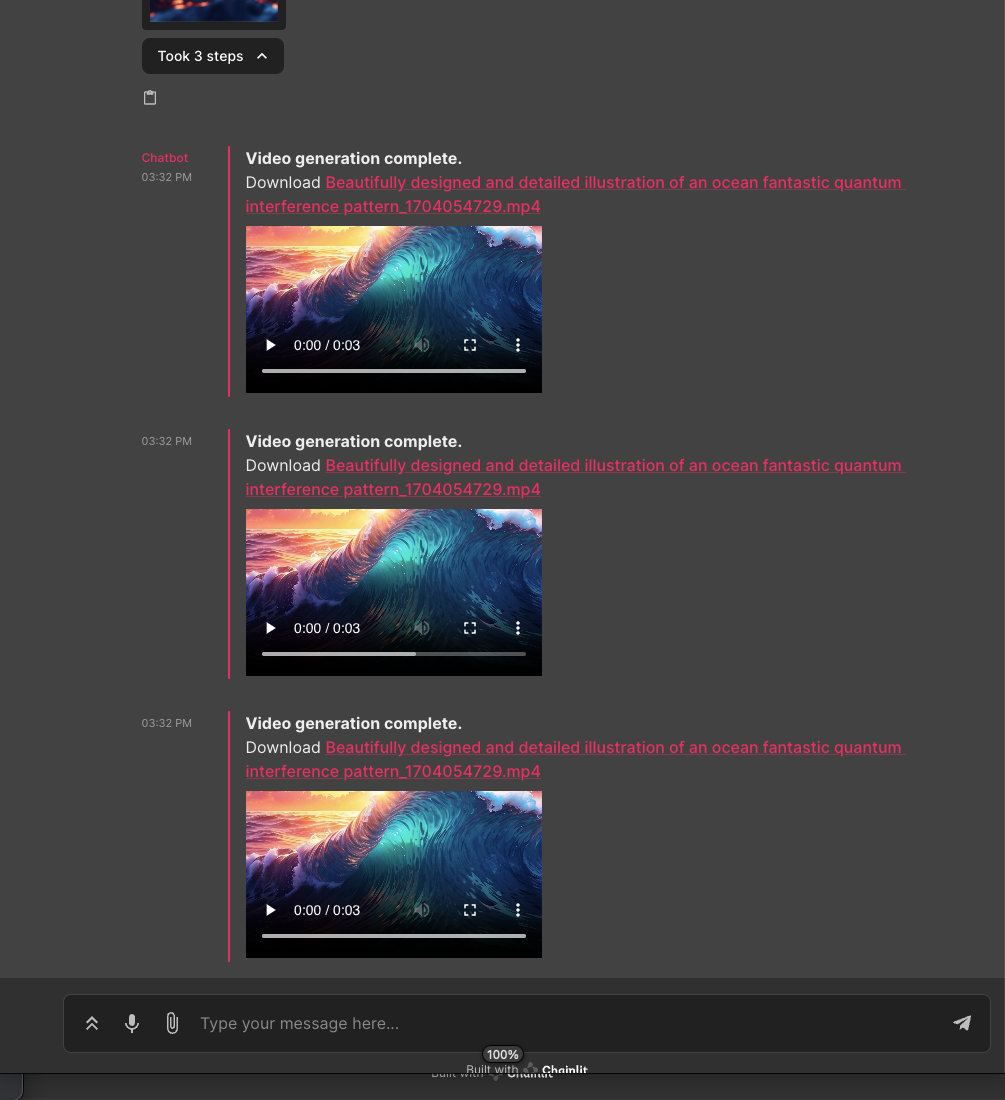 Took 3 steps
Chatbot
03:32 PM
Video generation complete.
Download Beautifully designed and detailed illustration of an ocean fantastic quantum
interference pattern_1704054729.mp4
0:00 / 0:03
03:32 PM
Video generation complete.
Download Beautifully designed and detailed illustration of an ocean fantastic quantum
interference pattern_1704054729.mp4
0:00 / 0:03
03:32 PM
Video generation complete.
Download Beautifully designed and detailed illustration of an ocean fantastic quantum
interference pattern_1704054729.mp4
0:00 / 0:03
Type your message here...
100%
Built with Chainlit
Built with Chainlit